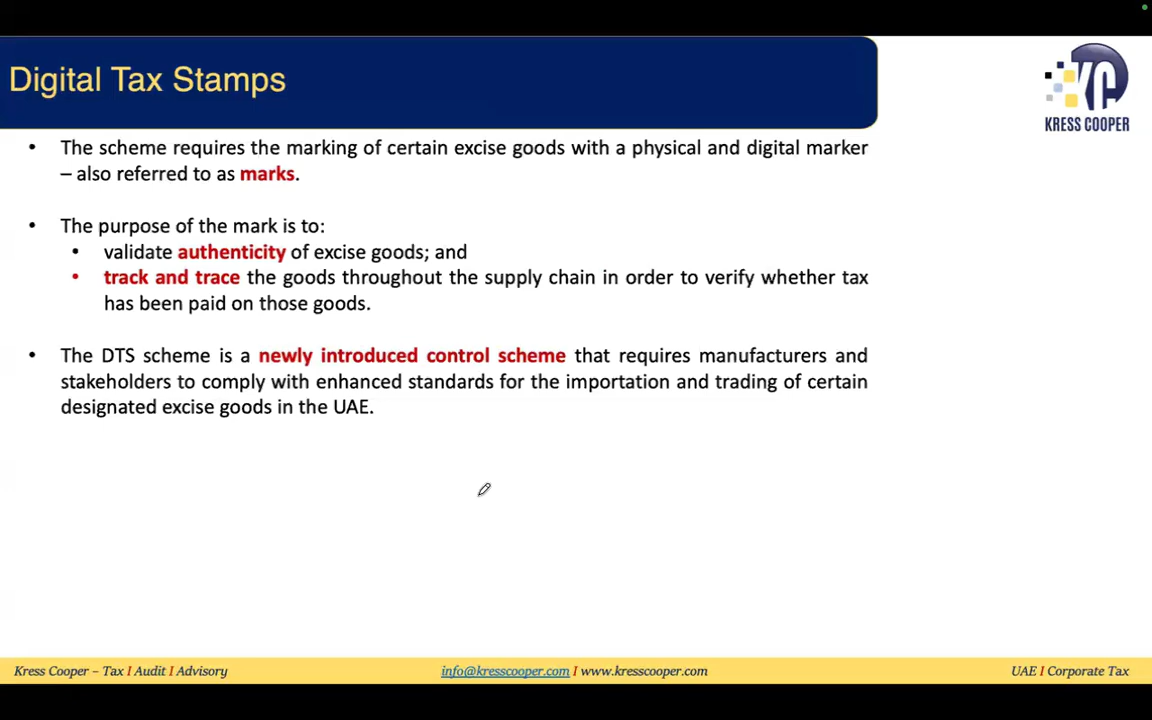 Digital Tax Stamps
KC
KRESS COOPER
• The scheme requires the marking of certain excise goods with a physical and digital marker
– also referred to as marks.
• The purpose of the mark is to:
• validate authenticity of excise goods; and
• track and trace the goods throughout the supply chain in order to verify whether tax
has been paid on those goods.
• The DTS scheme is a newly introduced control scheme that requires manufacturers and
stakeholders to comply with enhanced standards for the importation and trading of certain
designated excise goods in the UAE.
Kress Cooper – Tax I Audit I Advisory
info@kresscooper.com I www.kresscooper.com
UAE I Corporate Tax